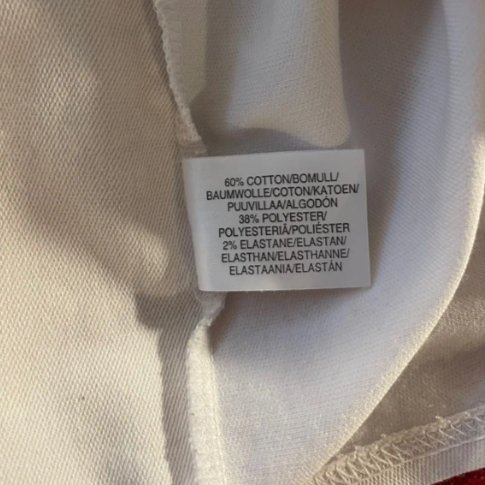 60% COTTON/BOMULL/
BAUMWOLLE/COTON/KATOEN/
PUUVILLAA/ALGODÓN
38% POLYESTER/
POLYESTERIÄ/POLIÉSTER
2% ELASTANE/ELASTAN/
ELASTHAN/ELASTHANNE/
ELASTAANIA/ELASTÁN